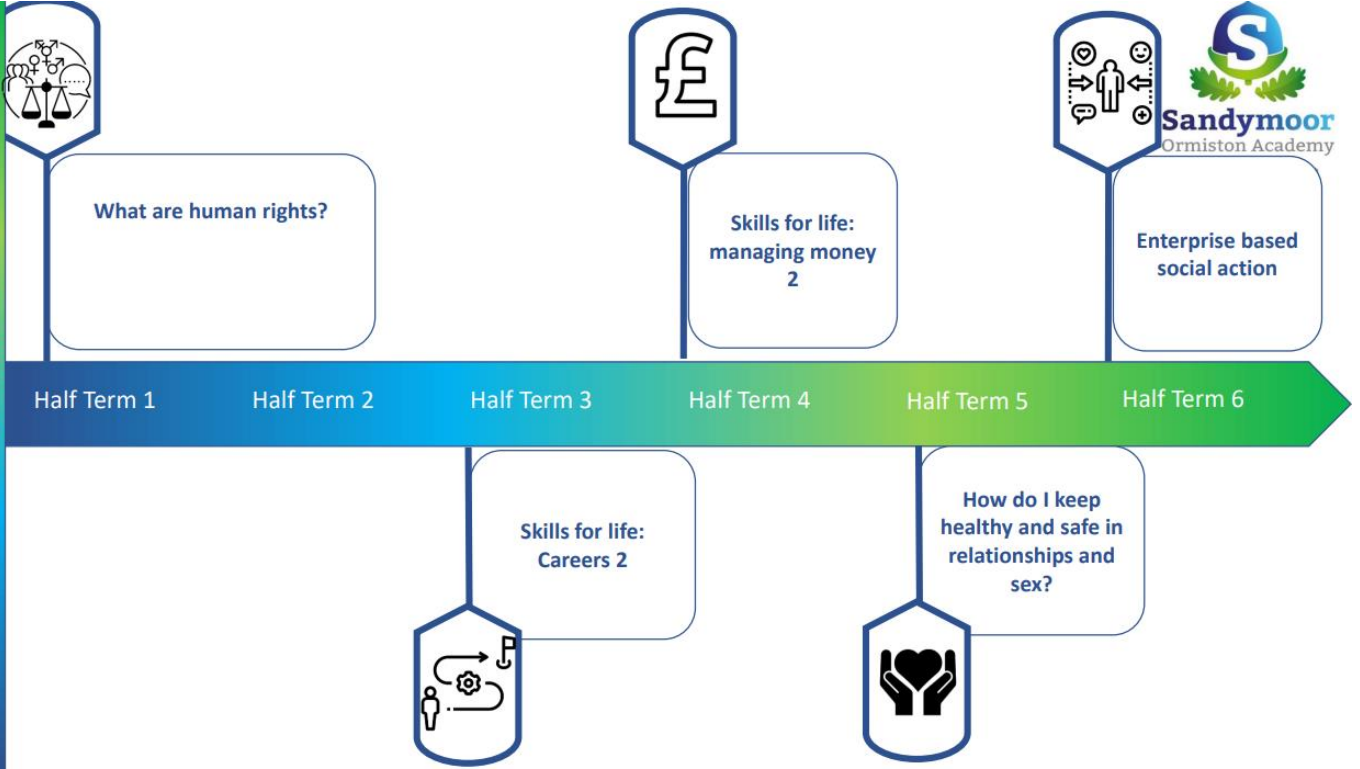 Sandymoor
Ormiston Academy
What are human rights?
Skills for life:
managing money
2
Enterprise based
social action
Half Term 1
Half Term 2
Half Term 3
Half Term 4
Half Term 5
Half Term 6
Skills for life:
Careers 2
How do I keep
healthy and safe in
relationships and
sex?